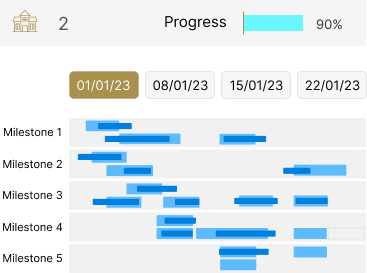 2 Progress 90%
01/01/23 08/01/23 15/01/23 22/01/23
Milestone 1
Milestone 2
Milestone 3
Milestone 4
Milestone 5